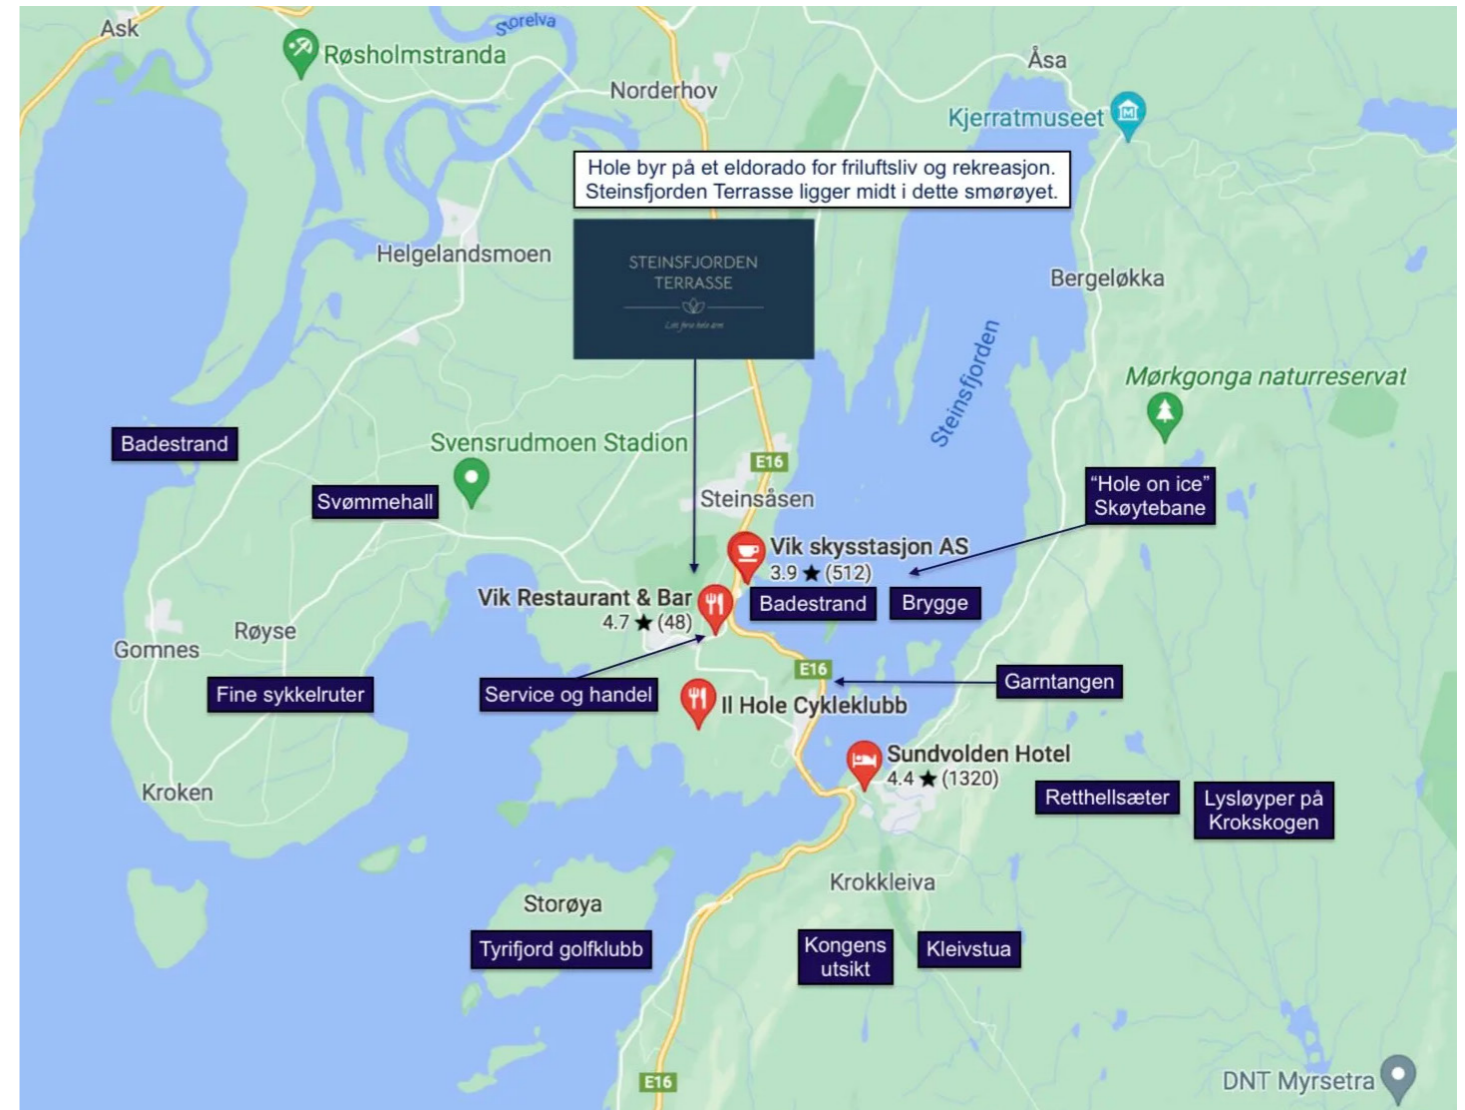 Ask
Storelva
Røsholmstranda
Norderhov
Åsa
Kjerratmuseet
Hole byr på et eldorado for friluftsliv og rekreasjon.
Steinsfjorden Terrasse ligger midt i dette smørøyet.
STEINSFJORDEN
TERRASSE
Helgelandsmoen
Bergeløkka
Steinsfjorden
Mørkgonga naturreservat
Badestrand
Svensrudmoen Stadion
E16
Svømmehall
Steinsåsen
“Hole on ice”
Skøytebane
Vik skysstasjon AS
3.9 ★ (512)
Vik Restaurant & Bar
4.7 ★ (48)
Badestrand
Brygge
Røyse
Gomnes
E16
Garntangen
Fine sykkelruter
Service og handel
Il Hole Cykleklubb
Sundvolden Hotel
4.4 ★ (1320)
Kroken
Retthellsæter
Lysløyper på
Krokskogen
Krokkleiva
Storøya
Tyrifjord golfklubb
Kongens
utsikt
Kleivstua
E16
DNT Myrsetra